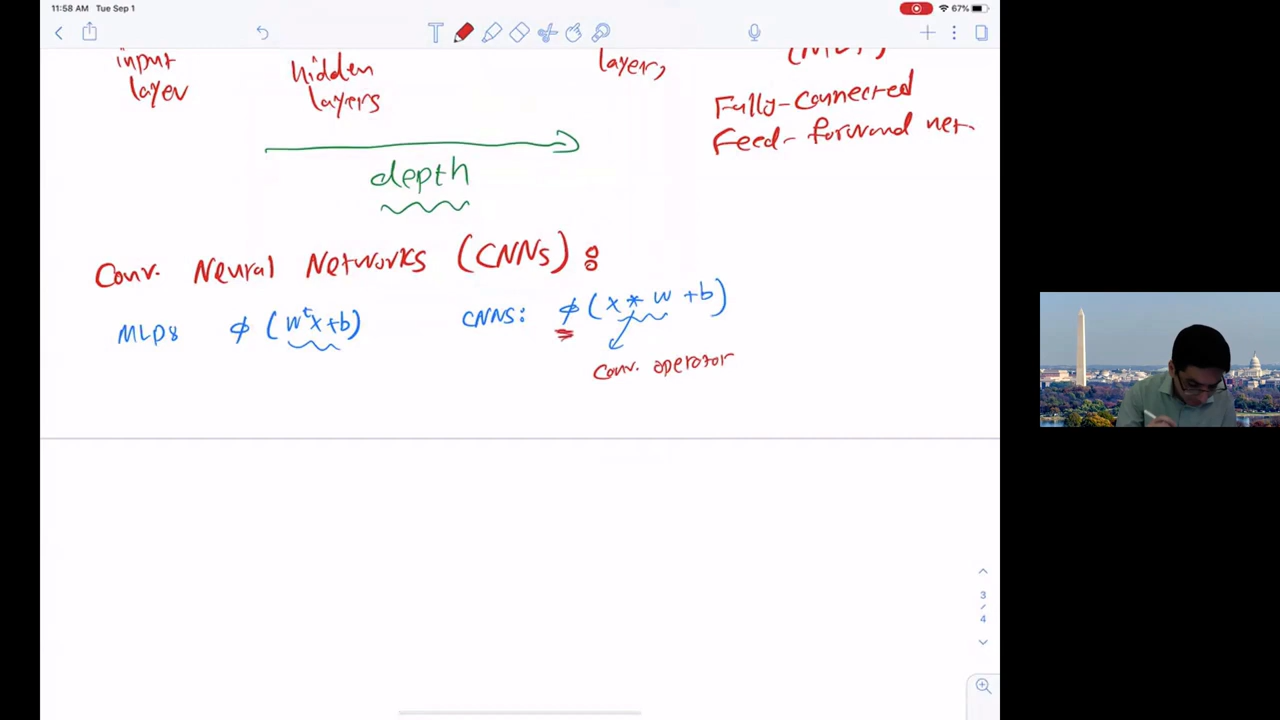 11:58 AM Tue Sep 1
67%
input
layer
hidden
layers
layer,
(MLP)
Fully-connected
Feed-forward net.
depth
Conv. Neural Networks (CNNs):
MLPs ϕ (wᵗx+b)
CNNs: ϕ (x * w +b)
Conv. operator
3
/
4